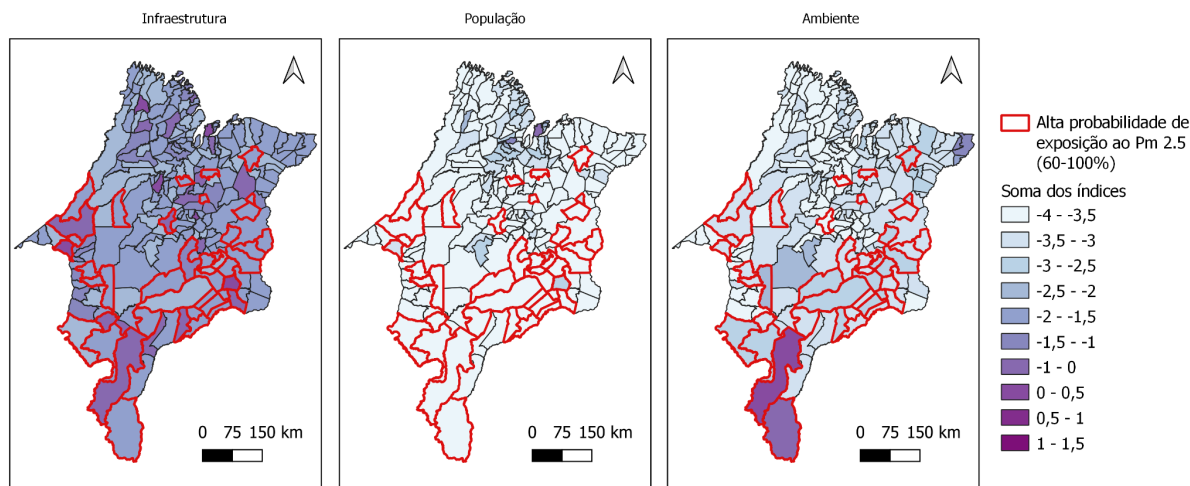 Infraestrutura
População
Ambiente
0 75 150 km
0 75 150 km
0 75 150 km
Alta probabilidade de
exposição ao Pm 2.5
(60-100%)
Soma dos índices
-4 - -3,5
-3,5 - -3
-3 - -2,5
-2,5 - -2
-2 - -1,5
-1,5 - -1
-1 - 0
0 - 0,5
0,5 - 1
1 - 1,5